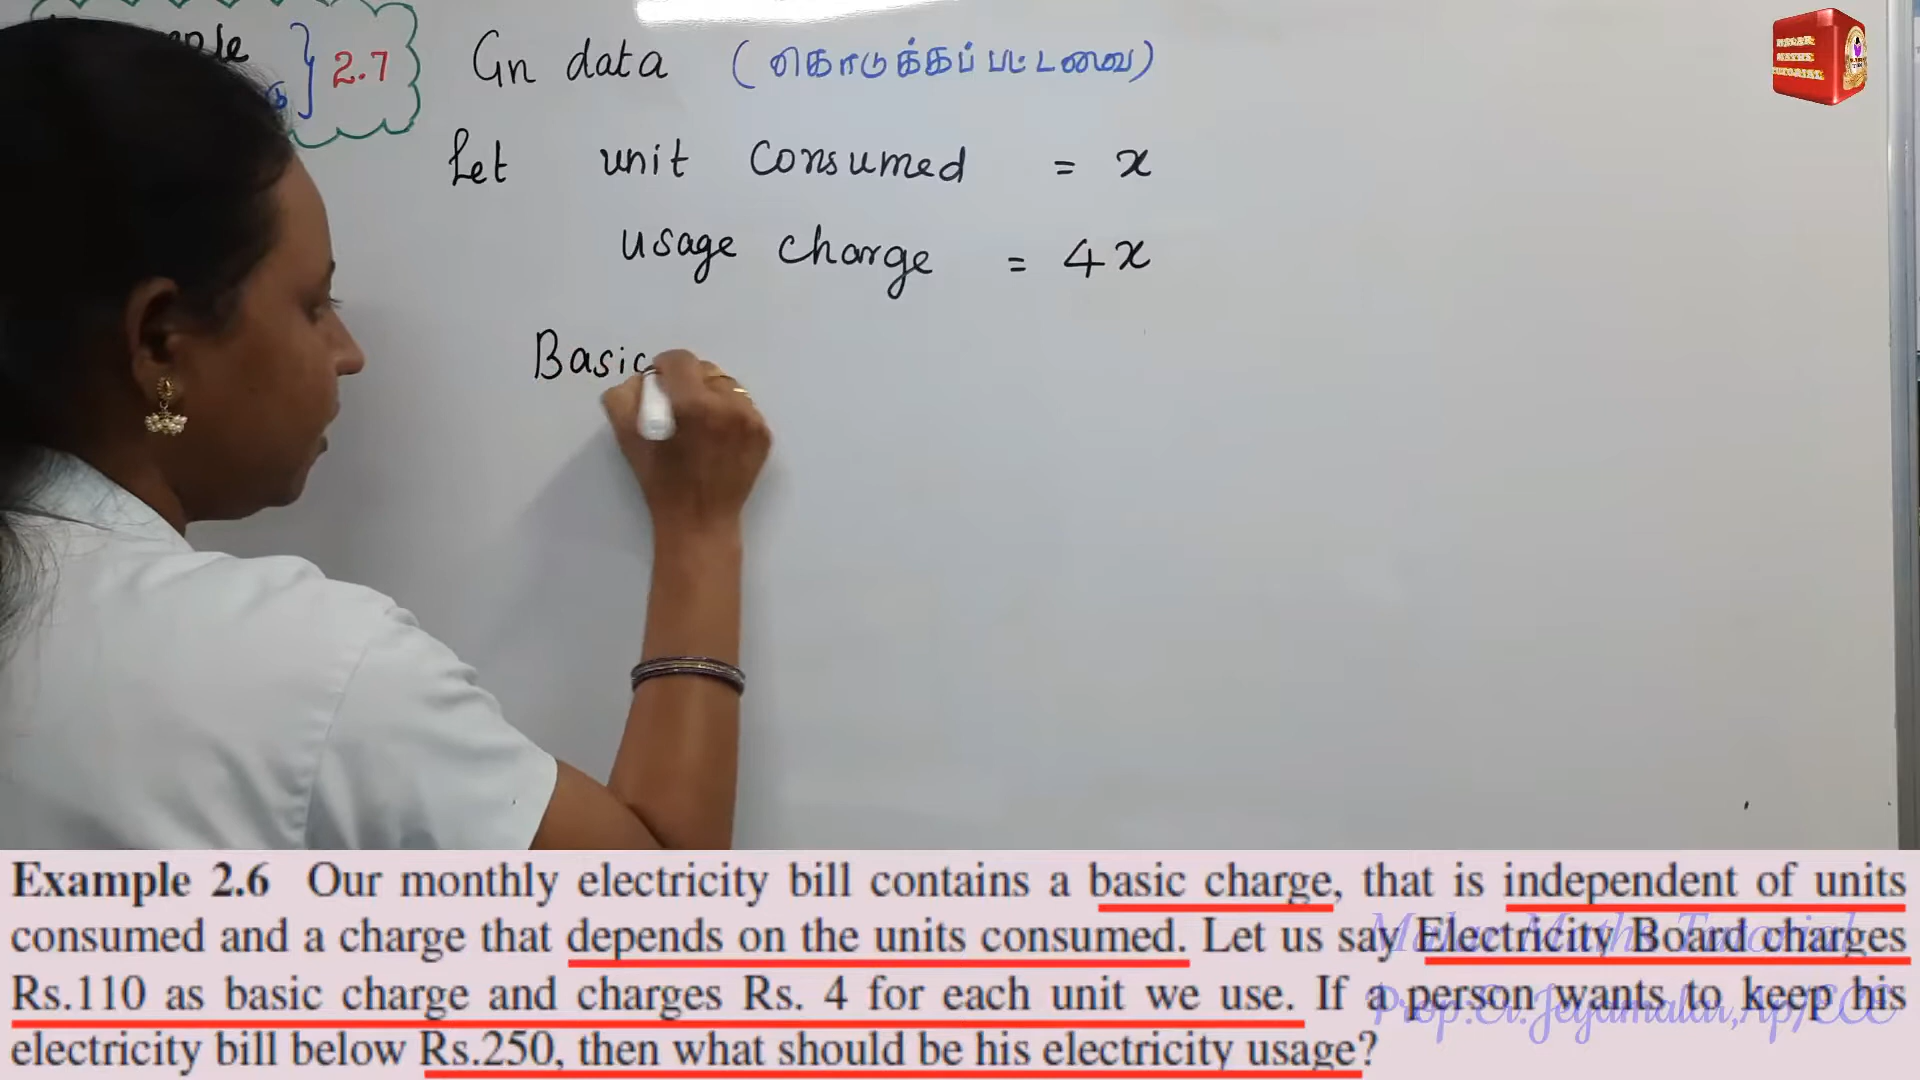 2.7
Gn data (கொடுக்கப்பட்டவை)
Let unit consumed = x
usage charge = 4x
Basic
Example 2.6 Our monthly electricity bill contains a basic charge, that is independent of units
consumed and a charge that depends on the units consumed. Let us say Electricity Board charges
Rs.110 as basic charge and charges Rs. 4 for each unit we use. If a person wants to keep his
electricity bill below Rs.250, then what should be his electricity usage?